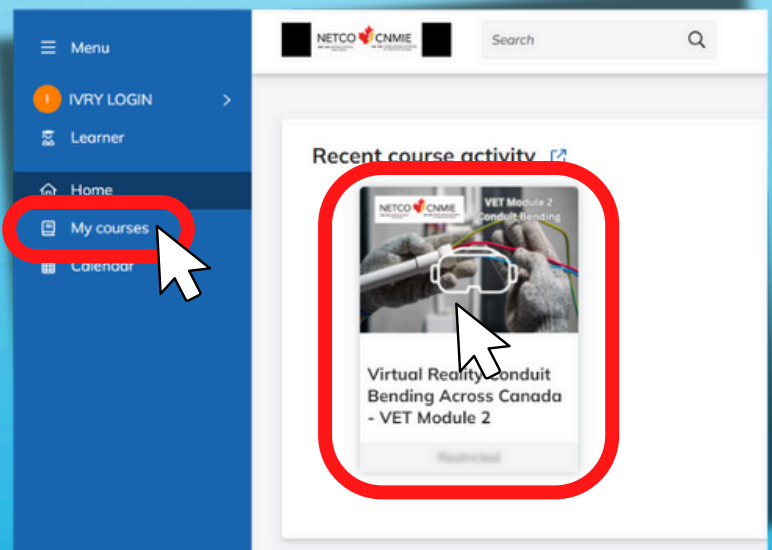 Menu
NETCO CNMIE
Search
I
IVRY LOGIN
Learner
Home
My courses
Calendar
Recent course activity
NETCO CNMIE
VET Module 2
Conduit Bending
Virtual Reality Conduit
Bending Across Canada
- VET Module 2
Restricted